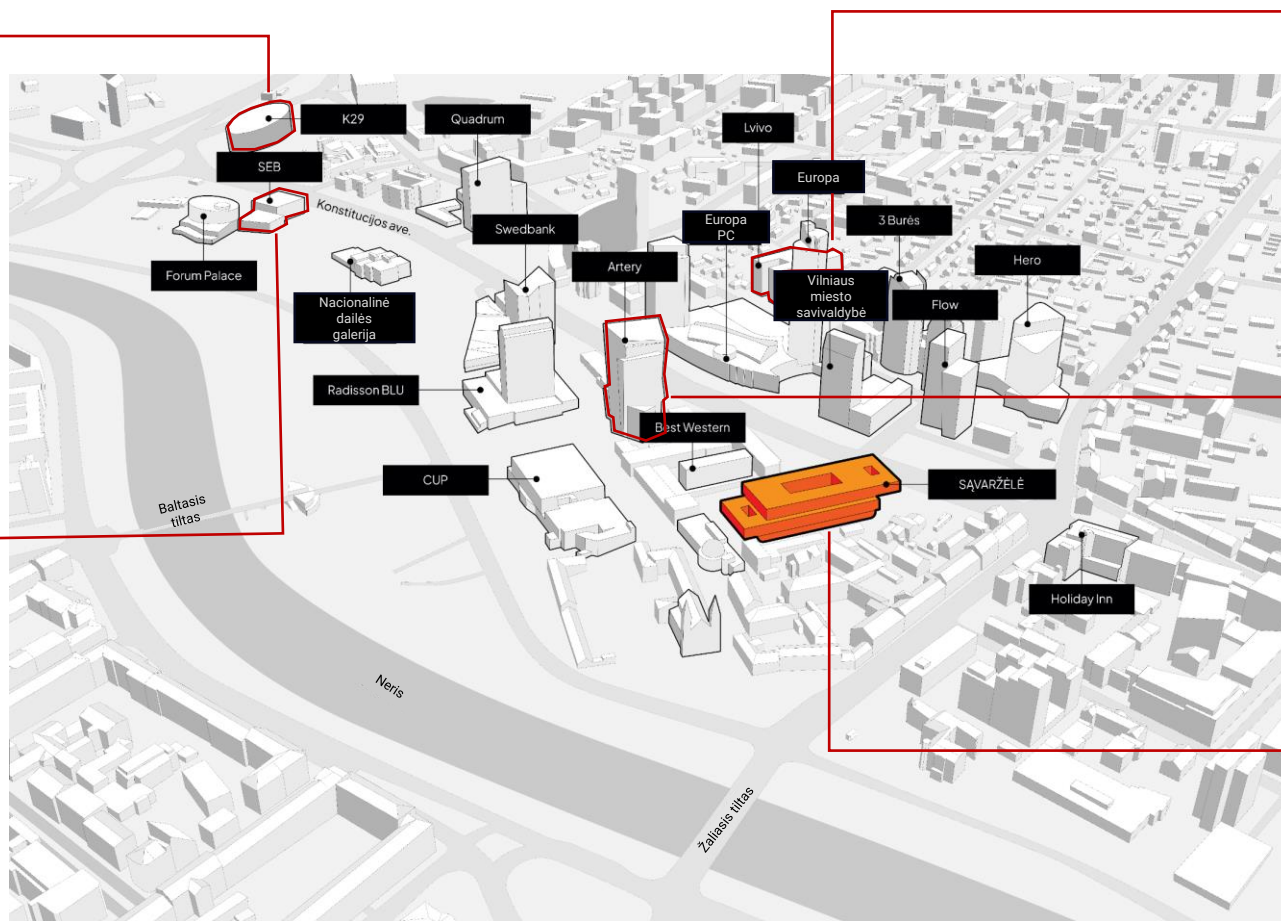 K29
Quadrum
Lvivo
SEB
Europa
Konstitucijos ave.
Europa
PC
3 Burės
Swedbank
Forum Palace
Artery
Hero
Vilniaus
miesto
savivaldybė
Nacionalinė
dailės
galerija
Flow
Radisson BLU
Best Western
CUP
SĄVARŽĖLĖ
Baltasis
tiltas
Holiday Inn
Neris
Žaliasis tiltas